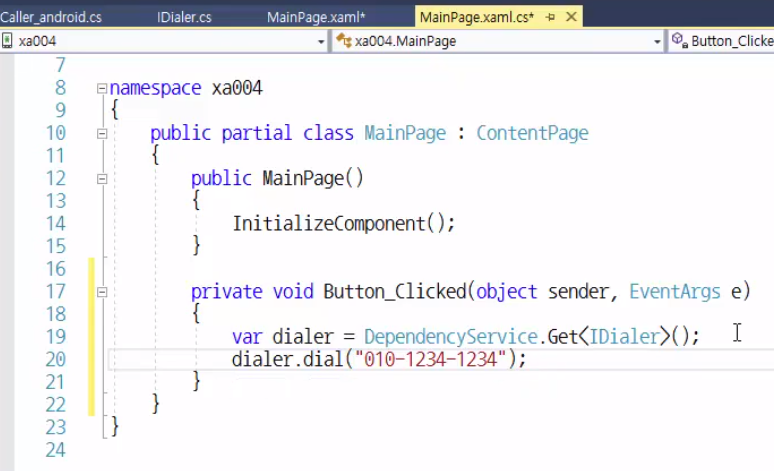 Caller_android.cs IDialer.cs MainPage.xaml* MainPage.xaml.cs*
xa004 xa004.MainPage Button_Clicke
7
8 namespace xa004
9 {
10 public partial class MainPage : ContentPage
11 {
12 public MainPage()
13 {
14 InitializeComponent();
15 }
16
17 private void Button_Clicked(object sender, EventArgs e)
18 {
19 var dialer = DependencyService.Get<IDialer>();
20 dialer.dial("010-1234-1234");
21 }
22 }
23 }
24